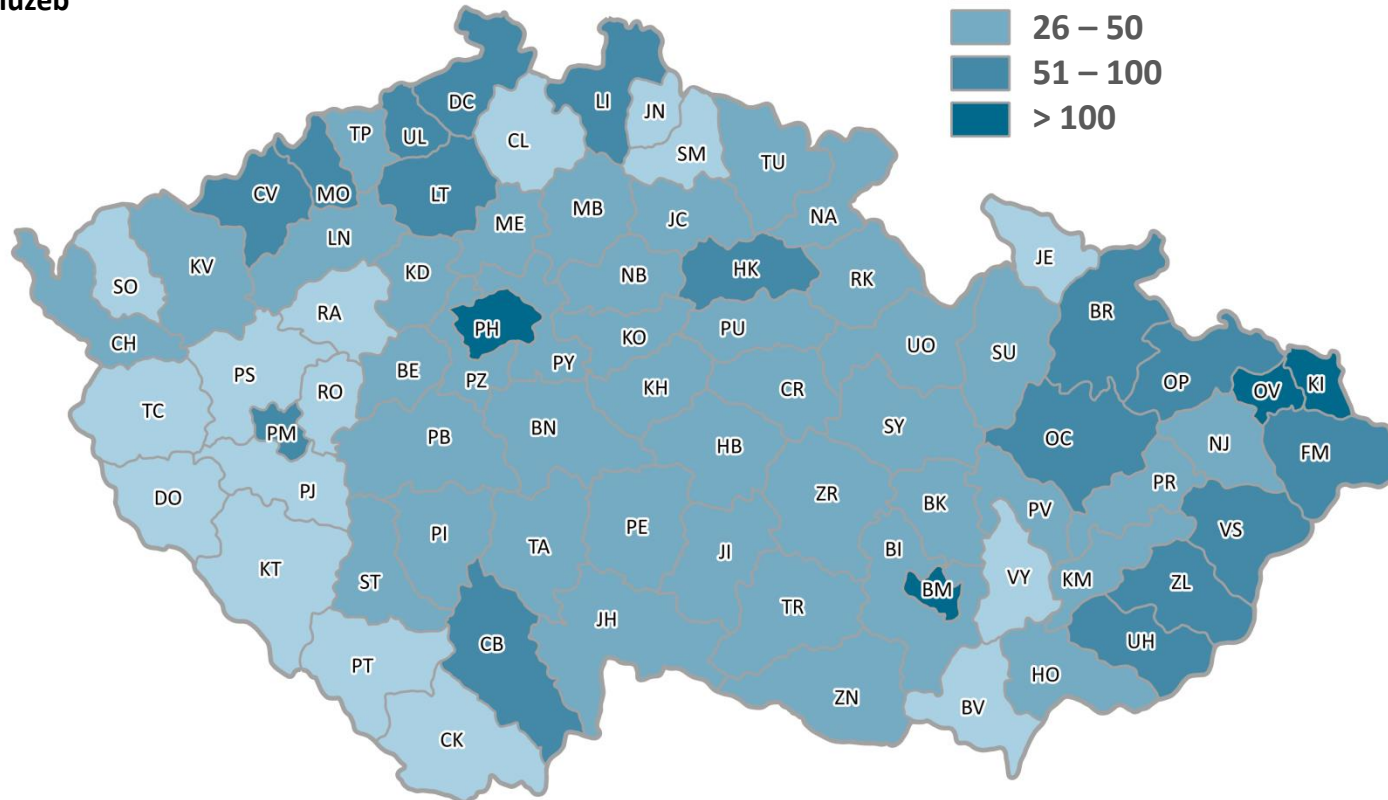 26 – 50
51 – 100
> 100
DC
LI
JN
TP
UL
CL
SM
TU
CV
MO
LT
MB
JC
NA
ME
LN
KV
KD
NB
HK
RK
JE
SO
RA
BR
CH
PH
KO
PU
UO
SU
PS
BE
PZ
PY
OP
OV
KI
RO
KH
CR
TC
PM
PB
BN
HB
SY
OC
NJ
FM
DO
PJ
ZR
BK
PV
PR
VS
PI
TA
PE
JI
BI
KT
ST
BM
VY
KM
ZL
JH
TR
UH
PT
CB
HO
ZN
BV
CK